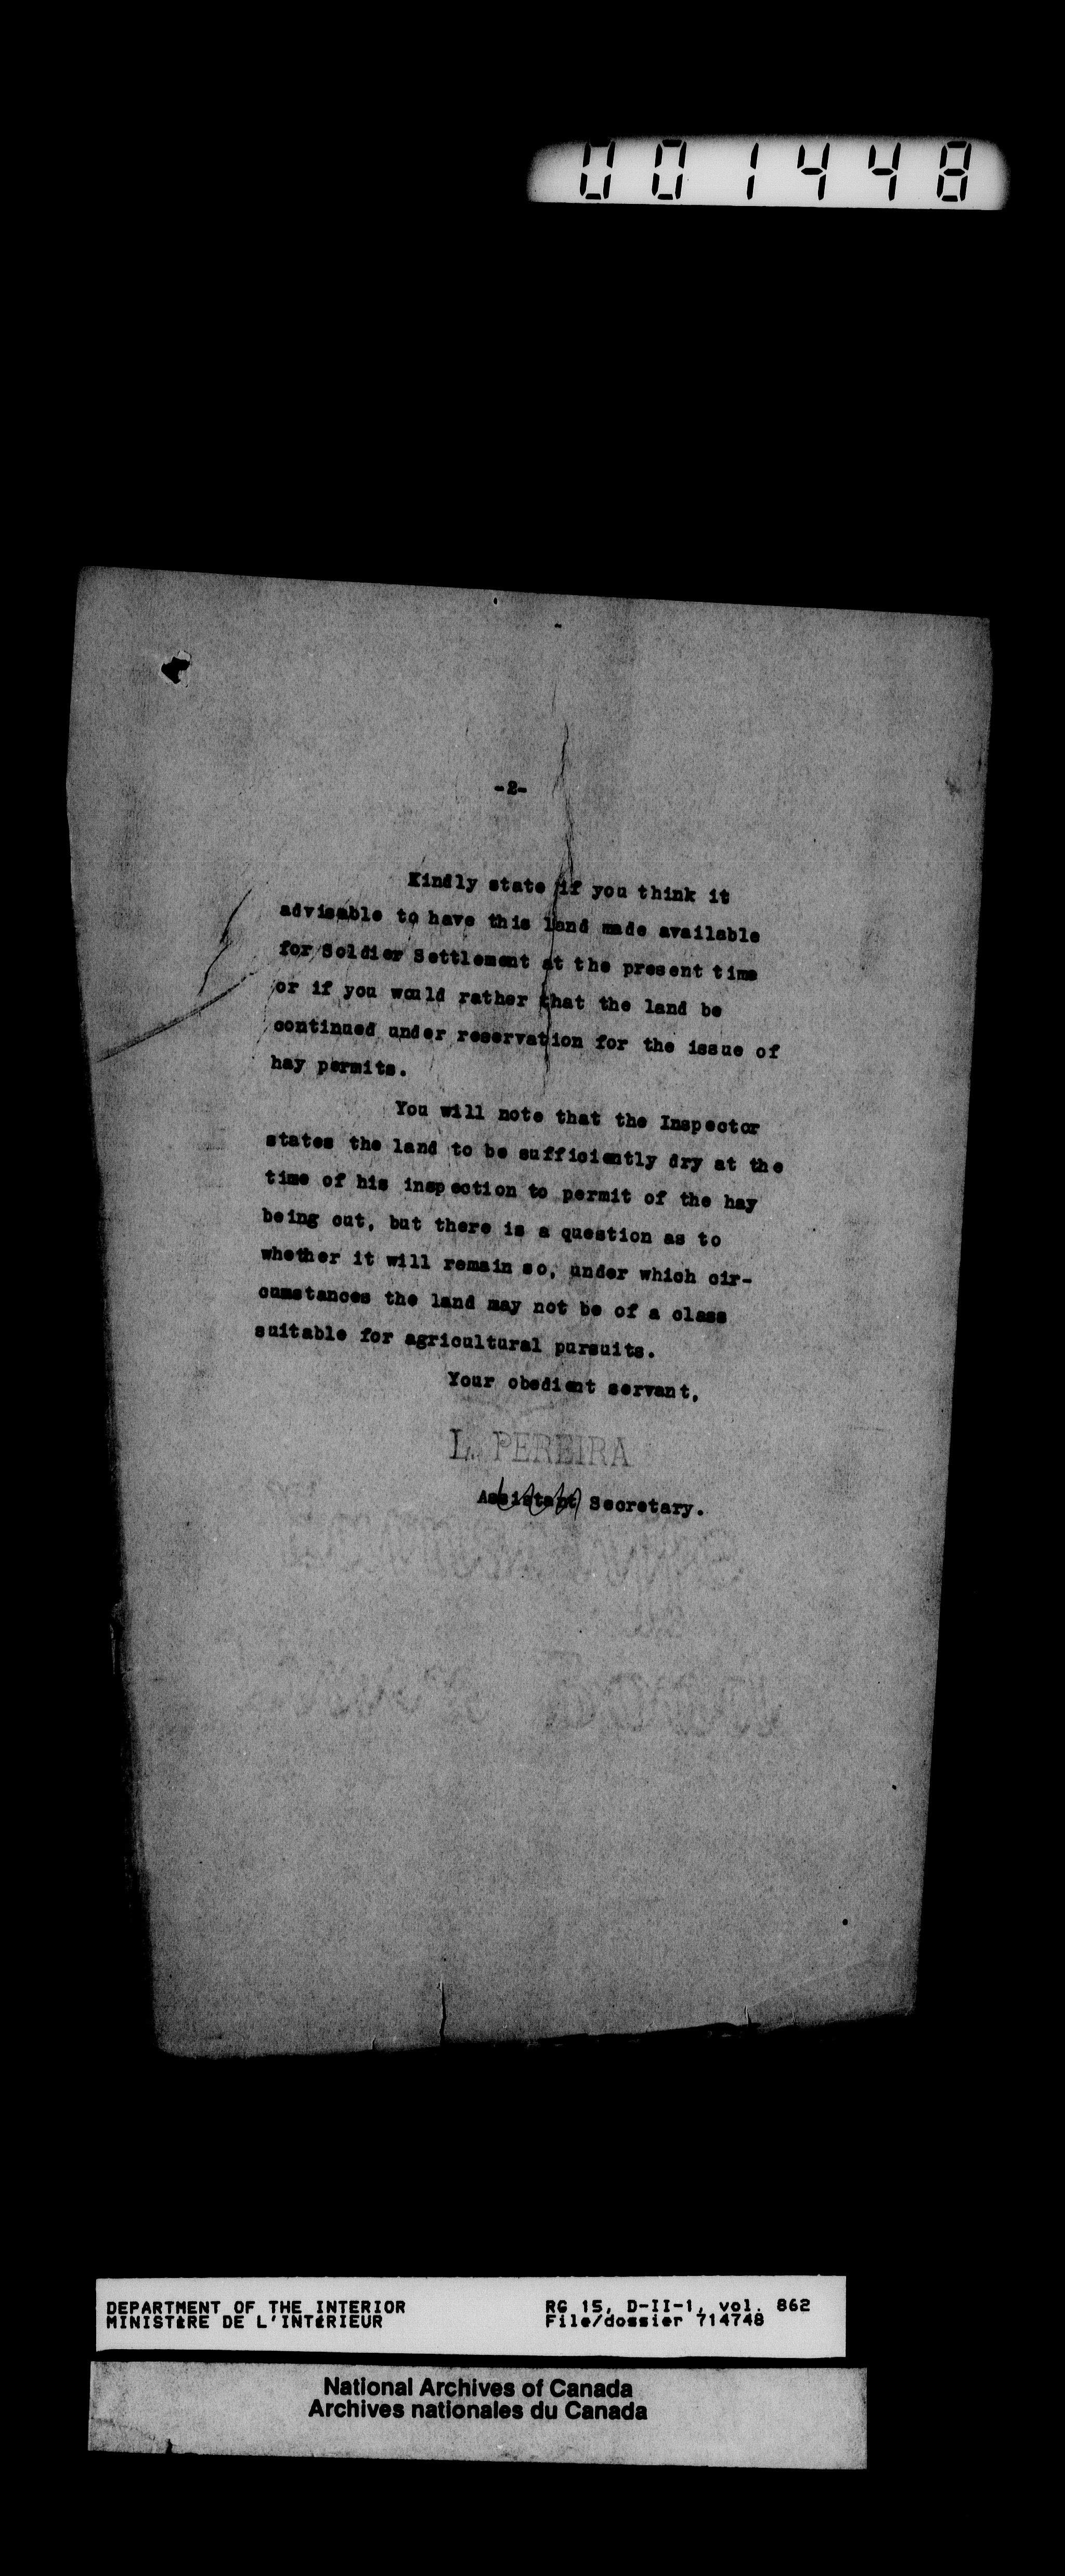 001448
-2-
Kindly state if you think it
advisable to have this land made available
for Soldier Settlement at the present time
or if you would rather that the land be
continued under reservation for the issue of
hay permits.
You will note that the Inspector
states the land to be sufficiently dry at the
time of his inspection to permit of the hay
being cut, but there is a question as to
whether it will remain so, under which cir-
cumstances the land may not be of a class
suitable for agricultural pursuits.
Your obedient servant,
L. PEREIRA
Assistant Secretary.
DEPARTMENT OF THE INTERIOR
MINISTÈRE DE L'INTÉRIEUR
RG 15, D-II-1, vol. 862
File/dossier 714748
National Archives of Canada
Archives nationales du Canada